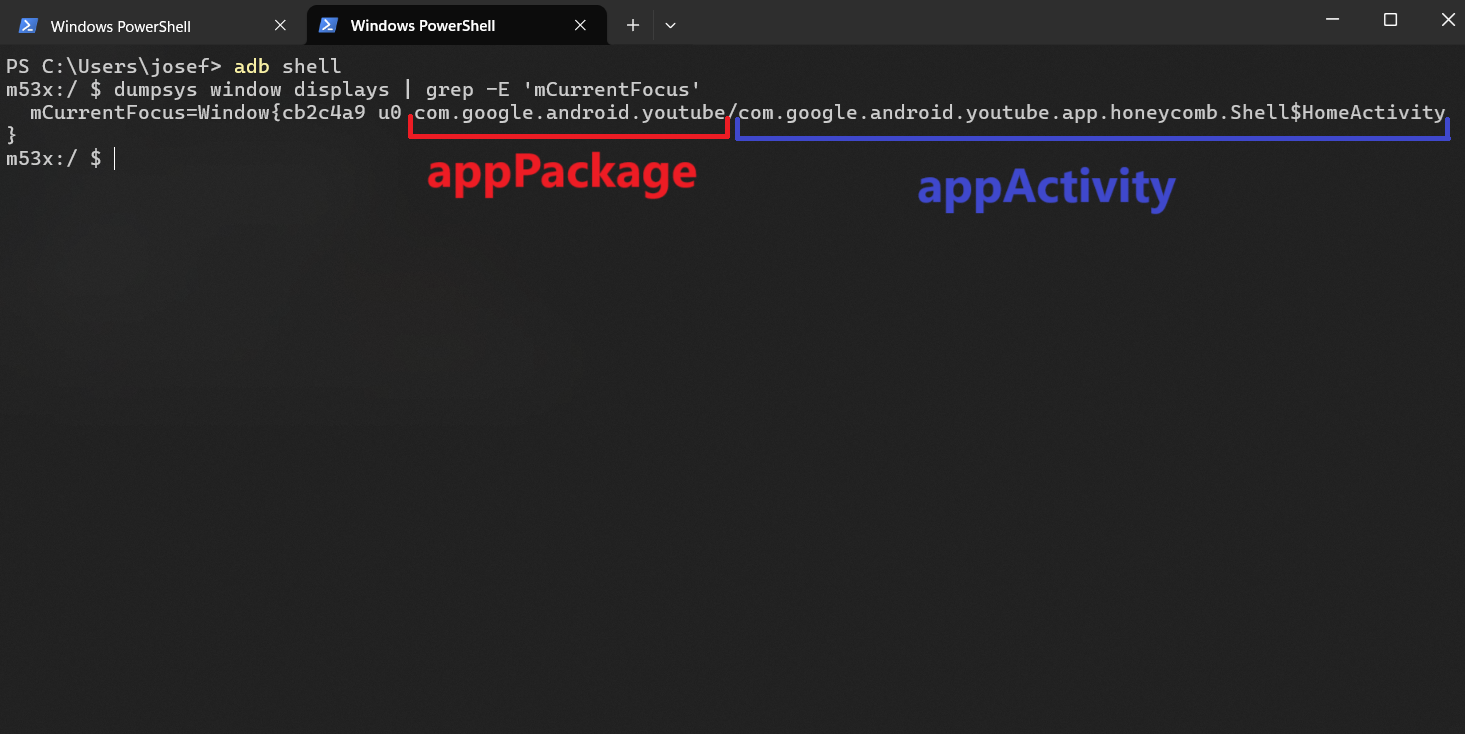 Windows PowerShell
Windows PowerShell
PS C:\Users\josef> adb shell
m53x:/ $ dumpsys window displays | grep -E 'mCurrentFocus'
mCurrentFocus=Window{cb2c4a9 u0 com.google.android.youtube/com.google.android.youtube.app.honeycomb.Shell$HomeActivity
}
m53x:/ $
appPackage
appActivity